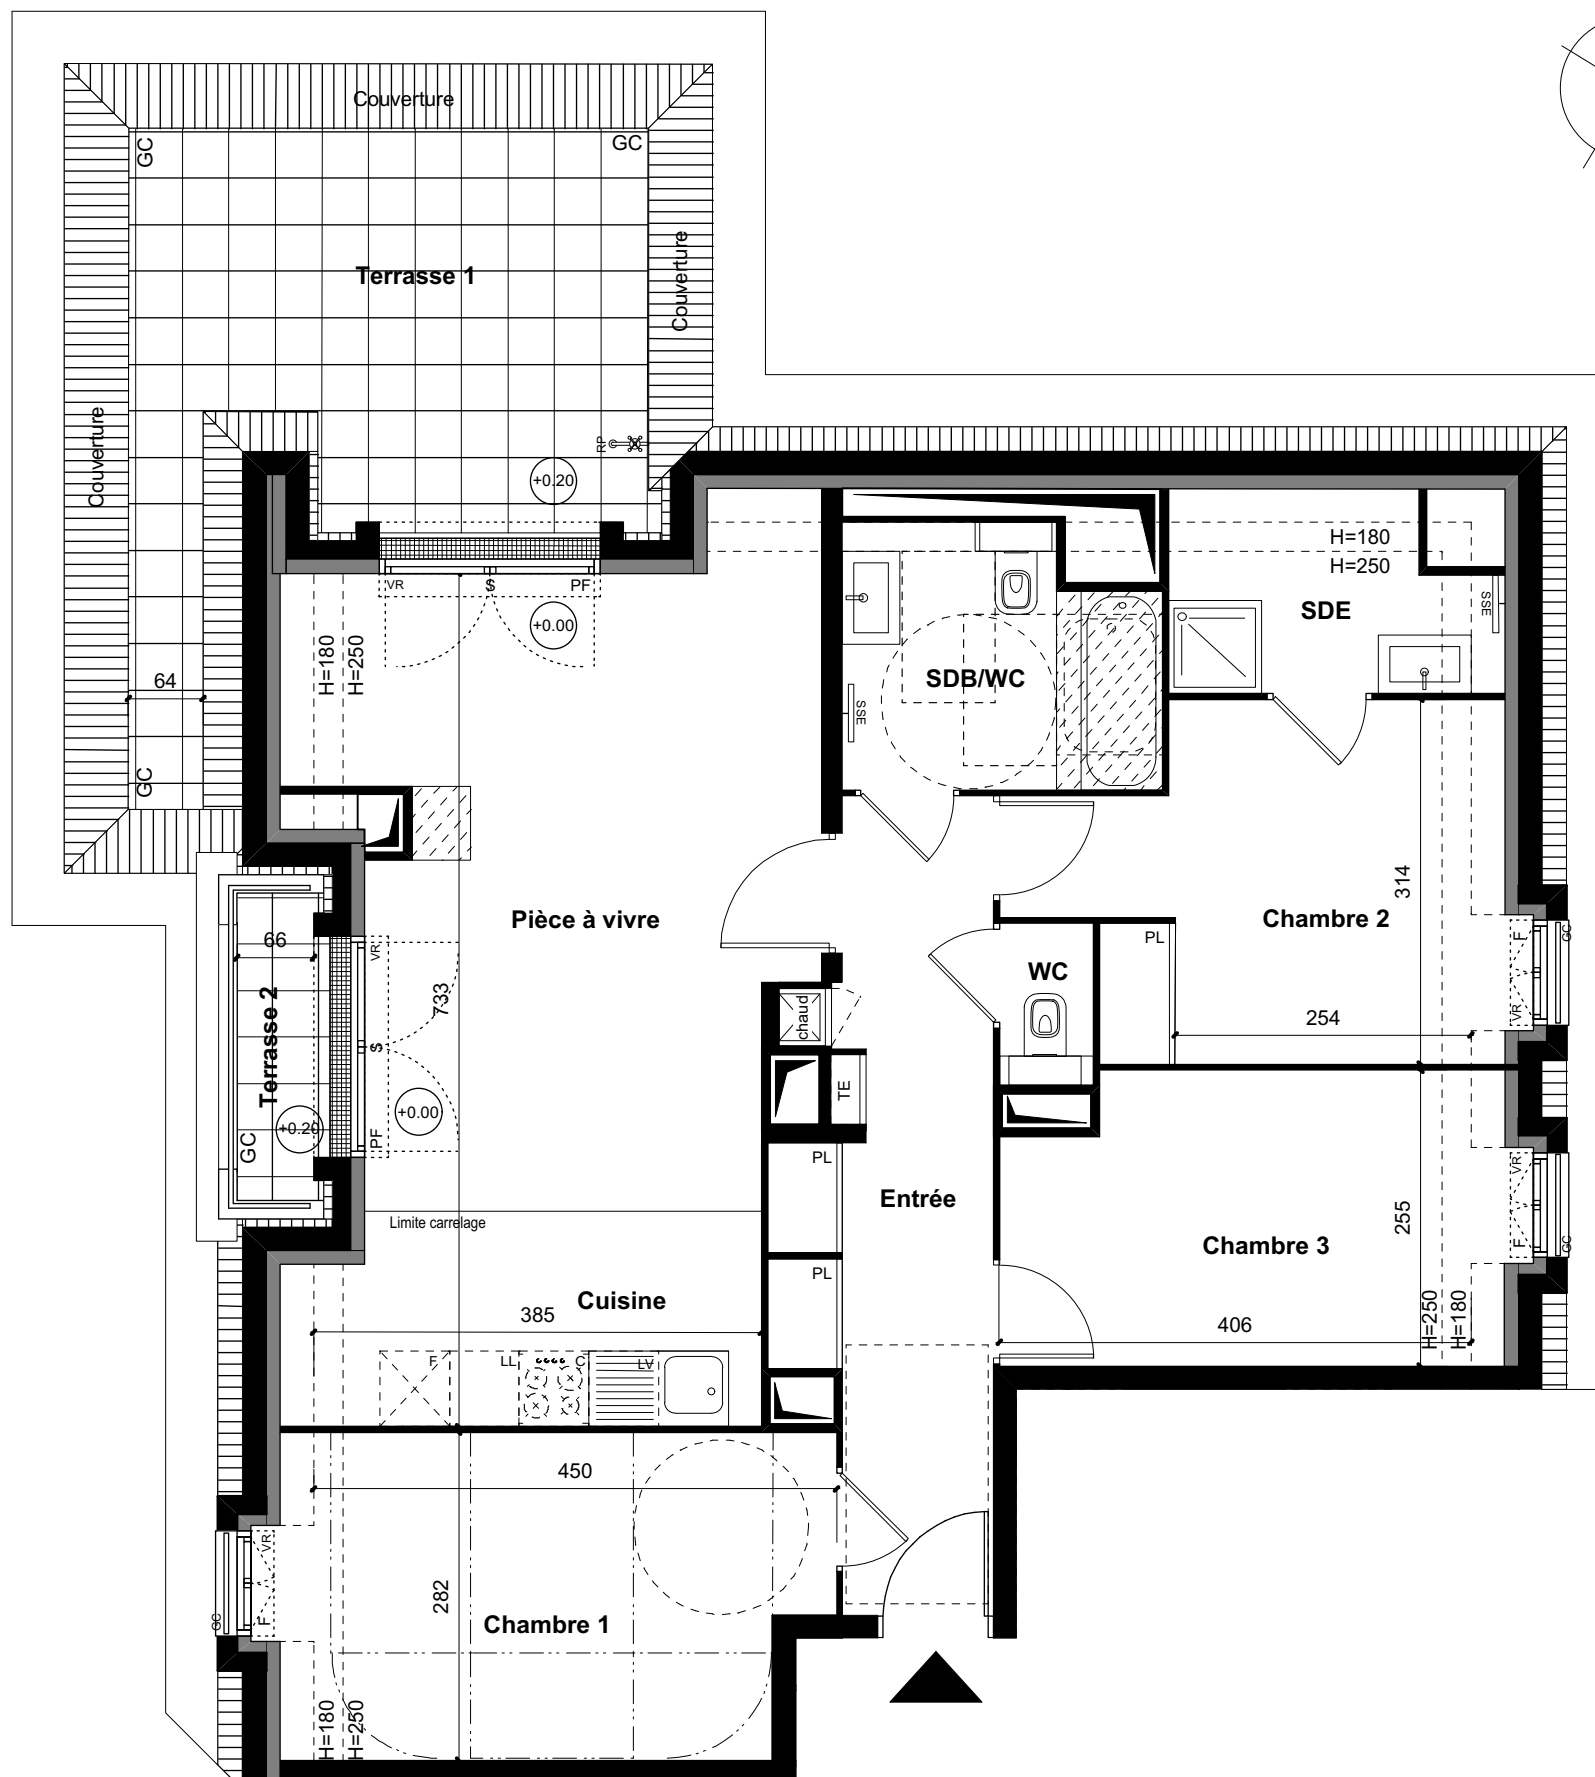 Couverture
GC
GC
Terrasse 1
Couverture
Couverture
RP
+0.20
VR
S
PF
+0.00
H=180
H=250
H=180
H=250
SDE
SSE
SDB/WC
SSE
64
GC
314
Pièce à vivre
Chambre 2
F
GC
VR
66
VR
PL
WC
254
733
chaud
Terrasse 2
S
TE
+0.00
+0.20
GC
PF
PL
VR
Entrée
Limite carrelage
255
Chambre 3
F
GC
PL
Cuisine
385
406
H=250
H=180
F
LL
C
LV
450
VR
282
Chambre 1
GC
F
H=180
H=250